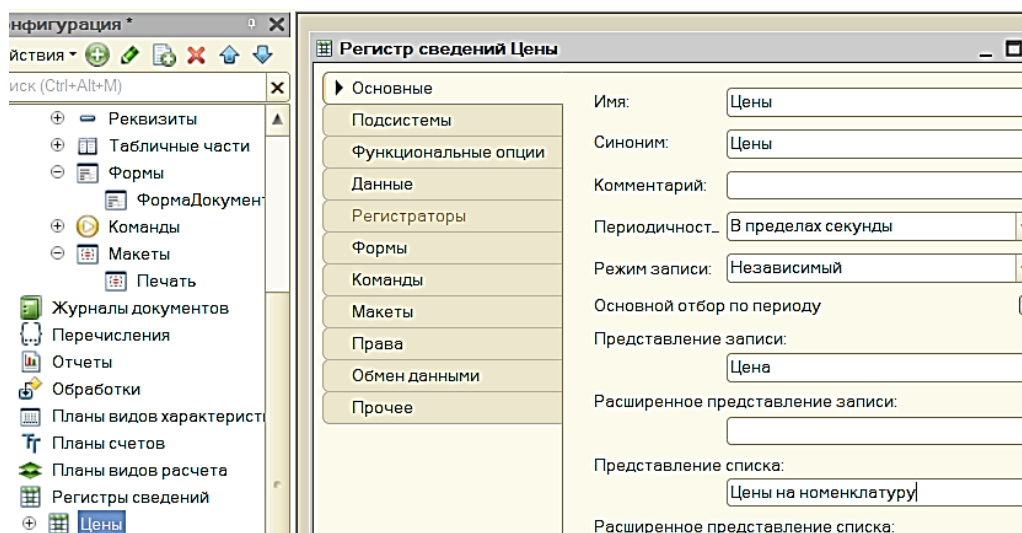 нфигурация *
йствия
иск (Ctrl+Alt+M)
Реквизиты
Табличные части
Формы
ФормаДокумен
Команды
Макеты
Печать
Журналы документов
Перечисления
Отчеты
Обработки
Планы видов характеристи
Планы счетов
Планы видов расчета
Регистры сведений
Цены
Регистр сведений Цены
Основные
Подсистемы
Функциональные опции
Данные
Регистраторы
Формы
Команды
Макеты
Права
Обмен данными
Прочее
Имя: Цены
Синоним: Цены
Комментарий:
Периодичност... В пределах секунды
Режим записи: Независимый
Основной отбор по периоду
Представление записи:
Цена
Расширенное представление записи:
Представление списка:
Цены на номенклатуру
Расширенное представление списка: